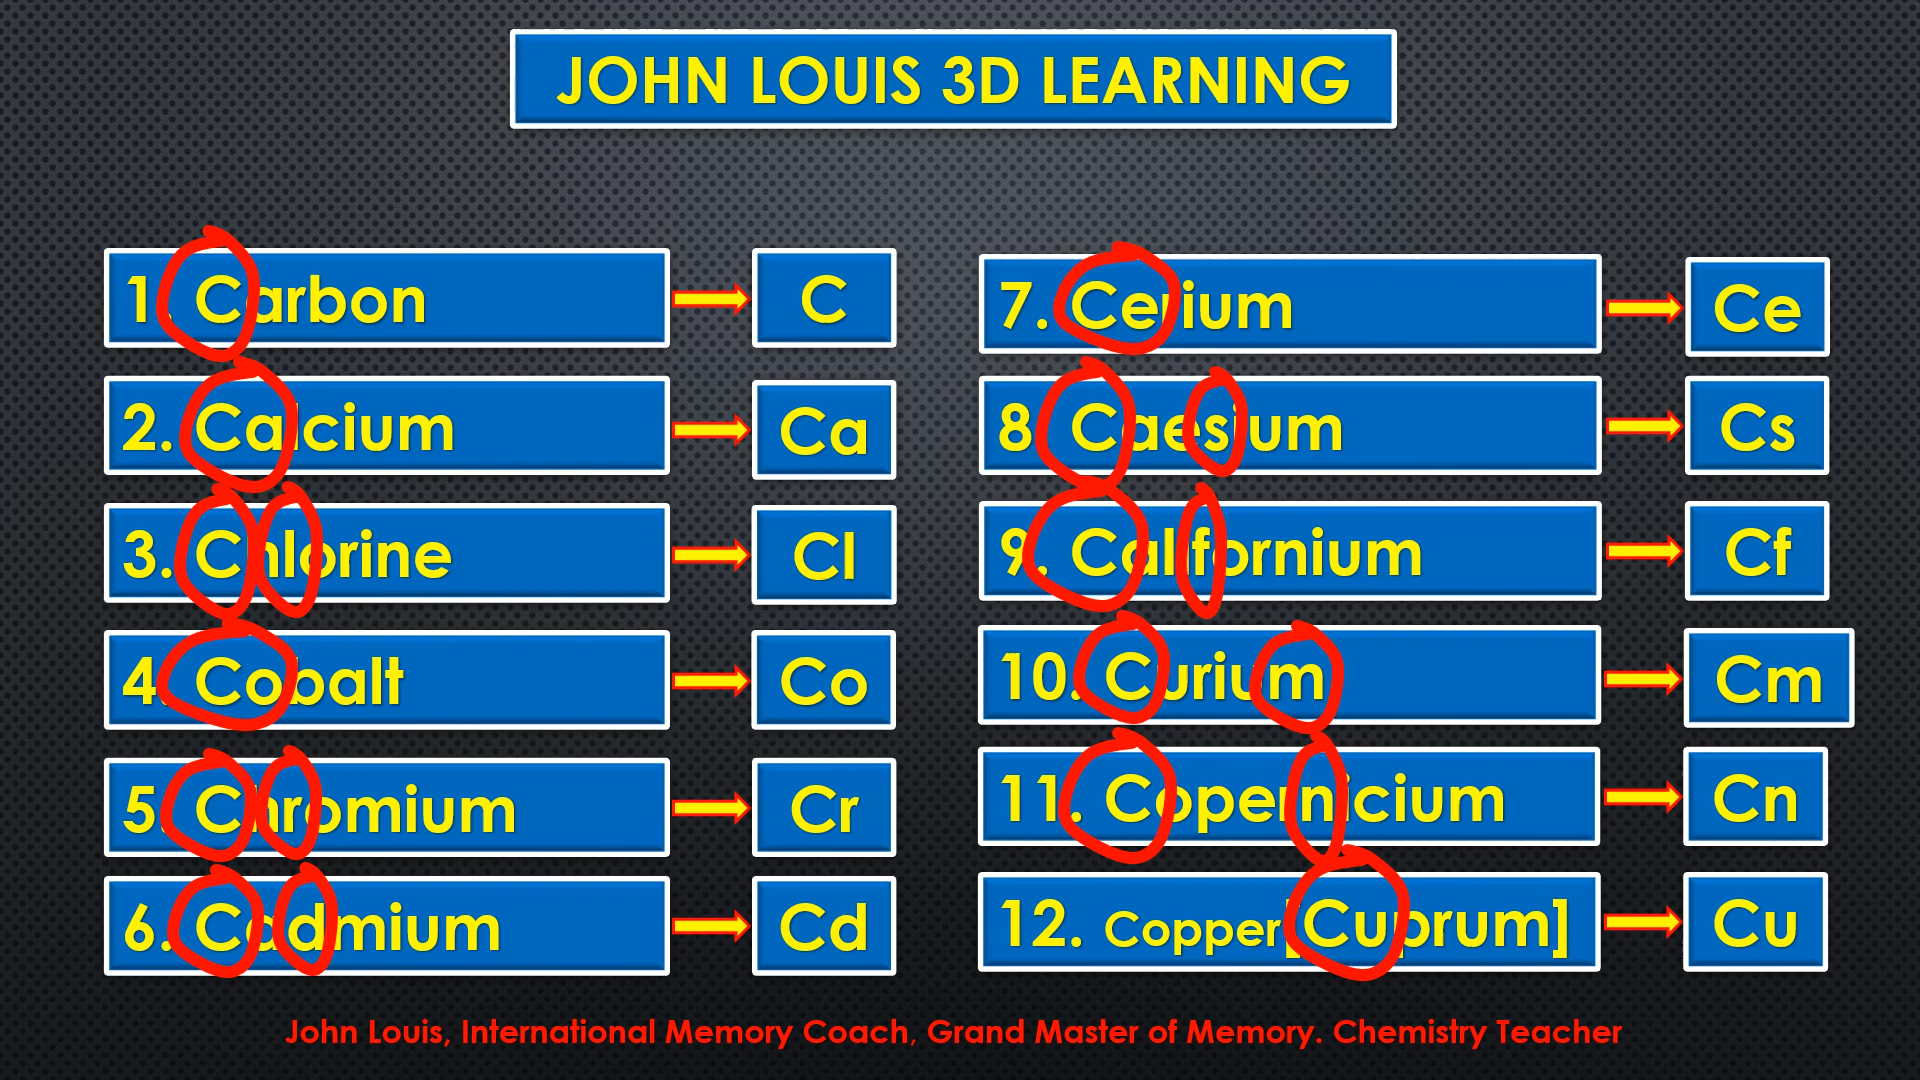 JOHN LOUIS 3D LEARNING
1. Carbon
C
2. Calcium
Ca
3. Chlorine
Cl
4. Cobalt
Co
5. Chromium
Cr
6. Cadmium
Cd
7. Cerium
Ce
8. Caesium
Cs
9. Californium
Cf
10. Curium
Cm
11. Copernicium
Cn
12. Copper[Cuprum]
Cu
John Louis, International Memory Coach, Grand Master of Memory. Chemistry Teacher